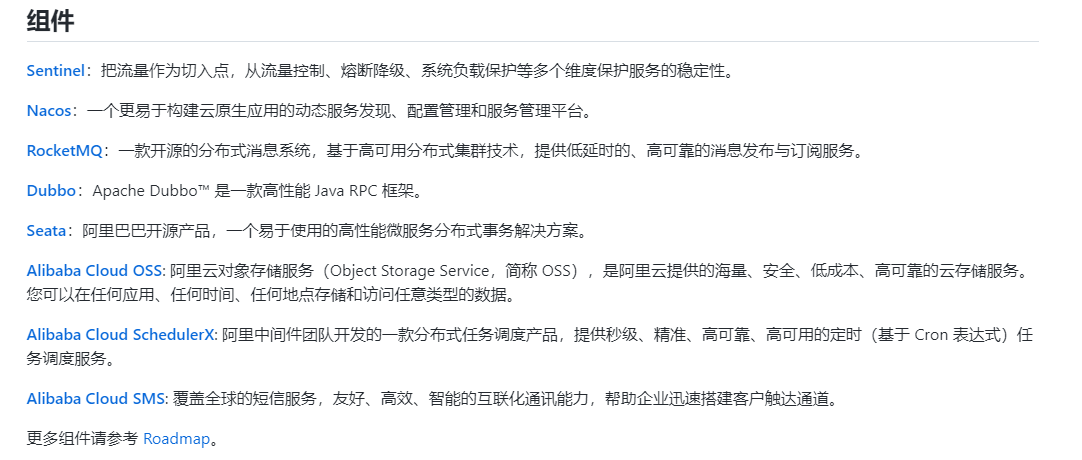 组件
Sentinel：把流量作为切入点，从流量控制、熔断降级、系统负载保护等多个维度保护服务的稳定性。
Nacos：一个更易于构建云原生应用的动态服务发现、配置管理和服务管理平台。
RocketMQ：一款开源的分布式消息系统，基于高可用分布式集群技术，提供低延时的、高可靠的消息发布与订阅服务。
Dubbo：Apache Dubbo™ 是一款高性能 Java RPC 框架。
Seata：阿里巴巴开源产品，一个易于使用的高性能微服务分布式事务解决方案。
Alibaba Cloud OSS: 阿里云对象存储服务（Object Storage Service，简称 OSS），是阿里云提供的海量、安全、低成本、高可靠的云存储服务。
您可以在任何应用、任何时间、任何地点存储和访问任意类型的数据。
Alibaba Cloud SchedulerX: 阿里中间件团队开发的一款分布式任务调度产品，提供秒级、精准、高可靠、高可用的定时（基于 Cron 表达式）任
务调度服务。
Alibaba Cloud SMS: 覆盖全球的短信服务，友好、高效、智能的互联化通讯能力，帮助企业迅速搭建客户触达通道。
更多组件请参考 Roadmap。